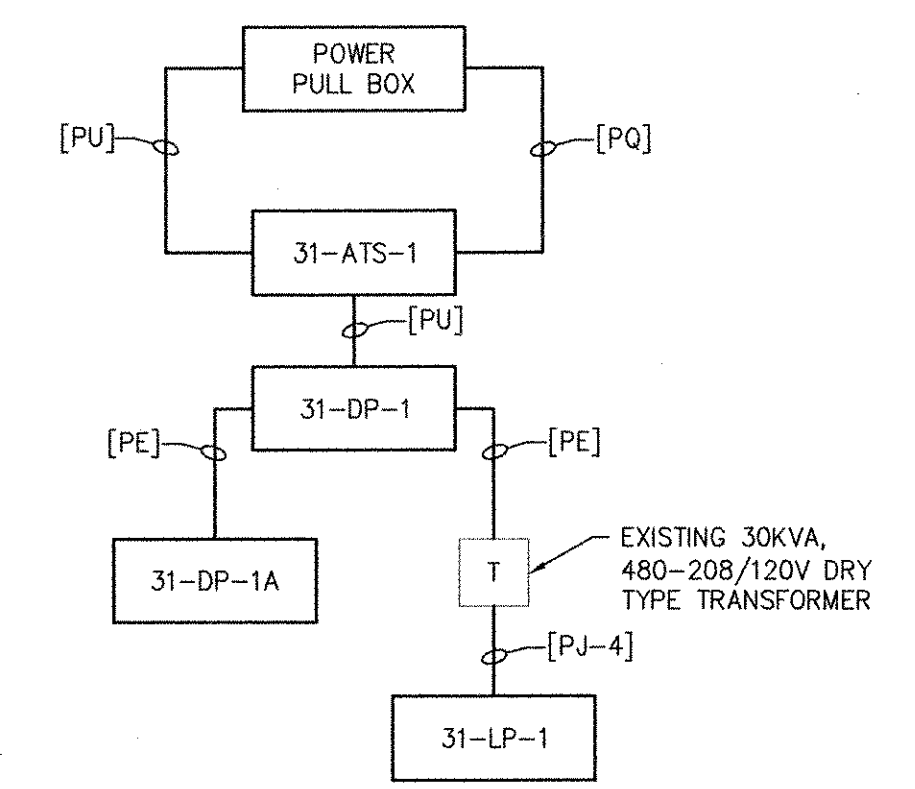 POWER
PULL BOX
[PU]
[PQ]
31-ATS-1
[PU]
31-DP-1
[PE]
[PE]
31-DP-1A
T
EXISTING 30KVA,
480-208/120V DRY
TYPE TRANSFORMER
[PJ-4]
31-LP-1